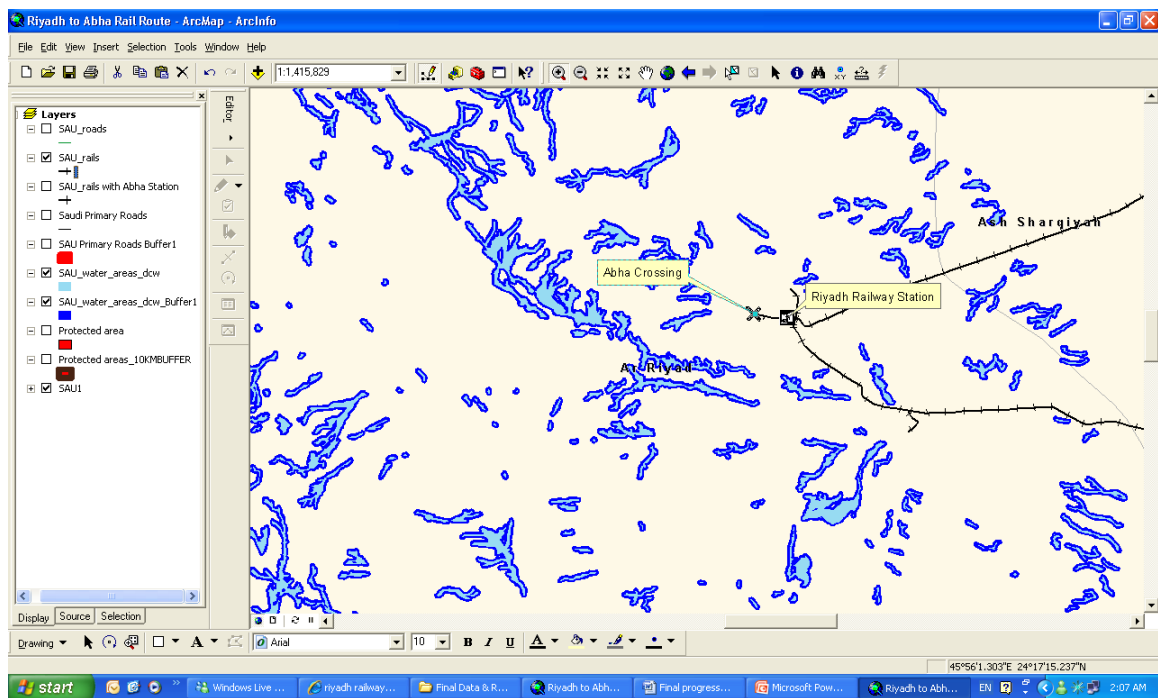 Riyadh to Abha Rail Route - ArcMap - ArcInfo
File Edit View Insert Selection Tools Window Help
1:1,415,829
Layers
SAU_roads
SAU_rails
SAU_rails with Abha Station
Saudi Primary Roads
SAU Primary Roads Buffer1
SAU_water_areas_dcw
SAU_water_areas_dcw_Buffer1
Protected area
Protected areas_10KMBUFFER
SAU1
Editor
Ash Sharqiyah
Abha Crossing
Riyadh Railway Station
Ar Riyad
Display Source Selection
Drawing A Arial 10 B I U A
45°56'1.303"E 24°17'15.237"N
start Windows Live ... riyadh railway... Final Data & R... Riyadh to Abh... Final progress... Microsoft Pow... Riyadh to Abh... EN 2:07 AM